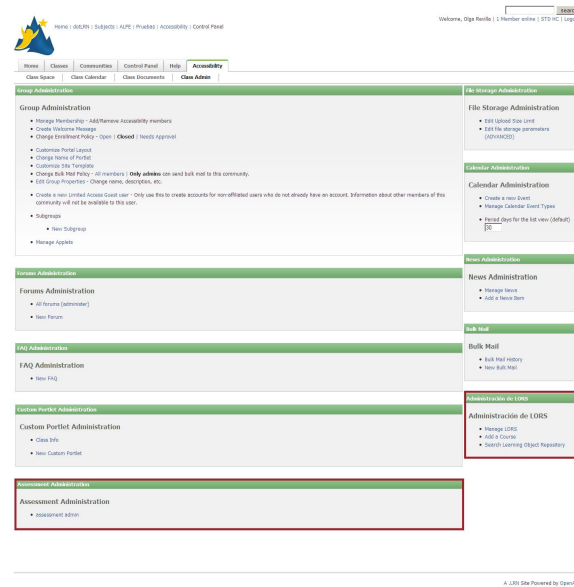 sear
Welcome, Olga Revilla | 1 Member online | STD HC | Logo
Home : dotLRN : Subjects : ALFE : Pruebas : Accessibility : Control Panel
Home Classes Communities Control Panel Help Accessibility
Class Space Class Calendar Class Documents Class Admin
Group Administration
Group Administration
Manage Membership - Add/Remove Accessibility members
Create Welcome Message
Change Enrollment Policy - Open | Closed | Needs Approval
Customize Portal Layout
Change Name of Portlet
Customize Site Template
Change Bulk Mail Policy - All members | Only admins can send bulk mail to this community.
Edit Group Properties - Change name, description, etc.
Create a new Limited Access Guest user - Only use this to create accounts for non-affiliated users who do not already have an account. Information about other members of this
community will not be available to this user.
Subgroups
New Subgroup
Manage Applets
Forums Administration
Forums Administration
All forums (administer)
New Forum
FAQ Administration
FAQ Administration
New FAQ
Custom Portlet Administration
Custom Portlet Administration
Class Info
New Custom Portlet
Assessment Administration
Assessment Administration
assessment admin
File Storage Administration
File Storage Administration
Edit Upload Size Limit
Edit file storage parameters
(ADVANCED)
Calendar Administration
Calendar Administration
Create a new Event
Manage Calendar Event Types
Period days for the list view (default)
30
News Administration
News Administration
Manage News
Add a News Item
Bulk Mail
Bulk Mail
Bulk Mail History
New Bulk Mail
Administración de LORS
Administración de LORS
Manage LORS
Add a Course
Search Learning Object Repository
A .LRN Site Powered by OpenA